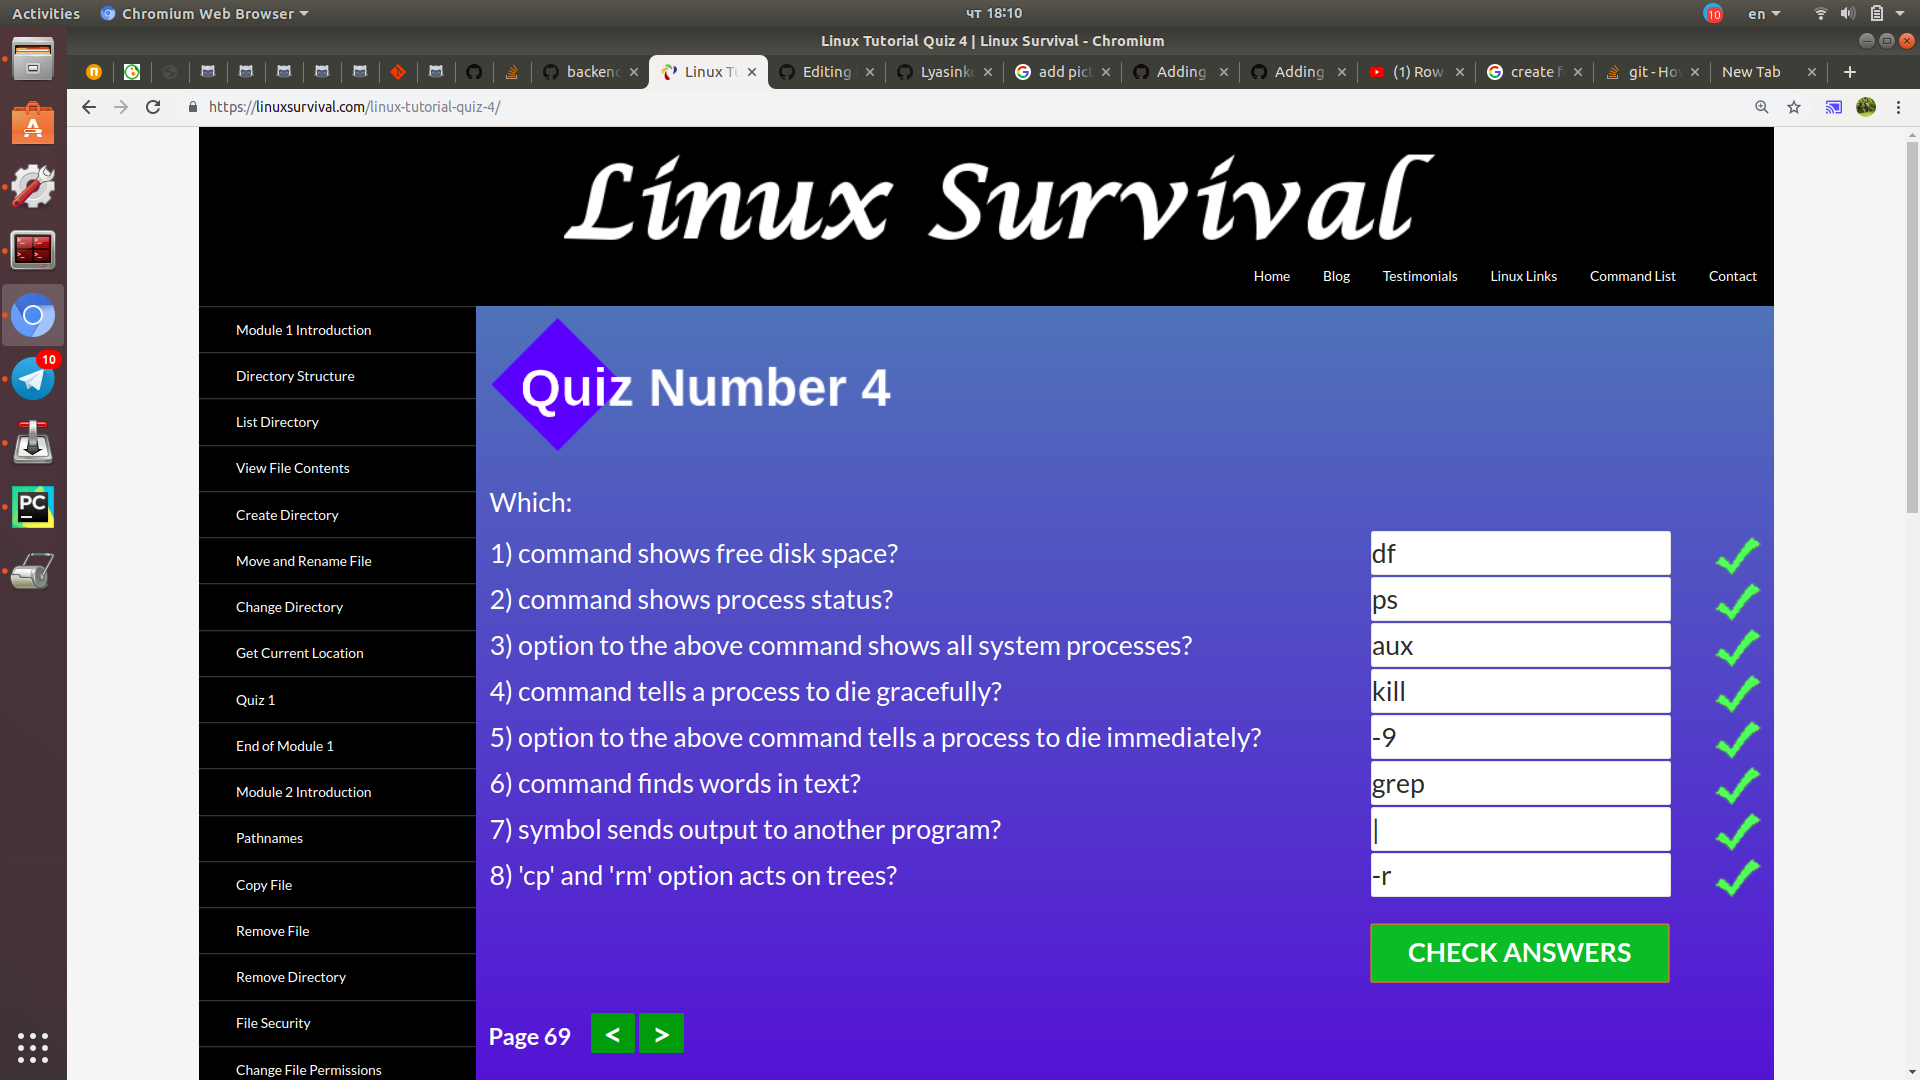 Activities
Chromium Web Browser
чт 18:10
10
en
Linux Tutorial Quiz 4 | Linux Survival - Chromium
backend
Linux Tu
Editing
Lyasinko
add pict
Adding
Adding
(1) Row
create f
git - Ho
New Tab
https://linuxsurvival.com/linux-tutorial-quiz-4/
Linux Survival
Home
Blog
Testimonials
Linux Links
Command List
Contact
10
PC
Module 1 Introduction
Directory Structure
List Directory
View File Contents
Create Directory
Move and Rename File
Change Directory
Get Current Location
Quiz 1
End of Module 1
Module 2 Introduction
Pathnames
Copy File
Remove File
Remove Directory
File Security
Change File Permissions
Quiz Number 4
Which:
1) command shows free disk space?
df
2) command shows process status?
ps
3) option to the above command shows all system processes?
aux
4) command tells a process to die gracefully?
kill
5) option to the above command tells a process to die immediately?
-9
6) command finds words in text?
grep
7) symbol sends output to another program?
|
8) 'cp' and 'rm' option acts on trees?
-r
CHECK ANSWERS
Page 69
<
>